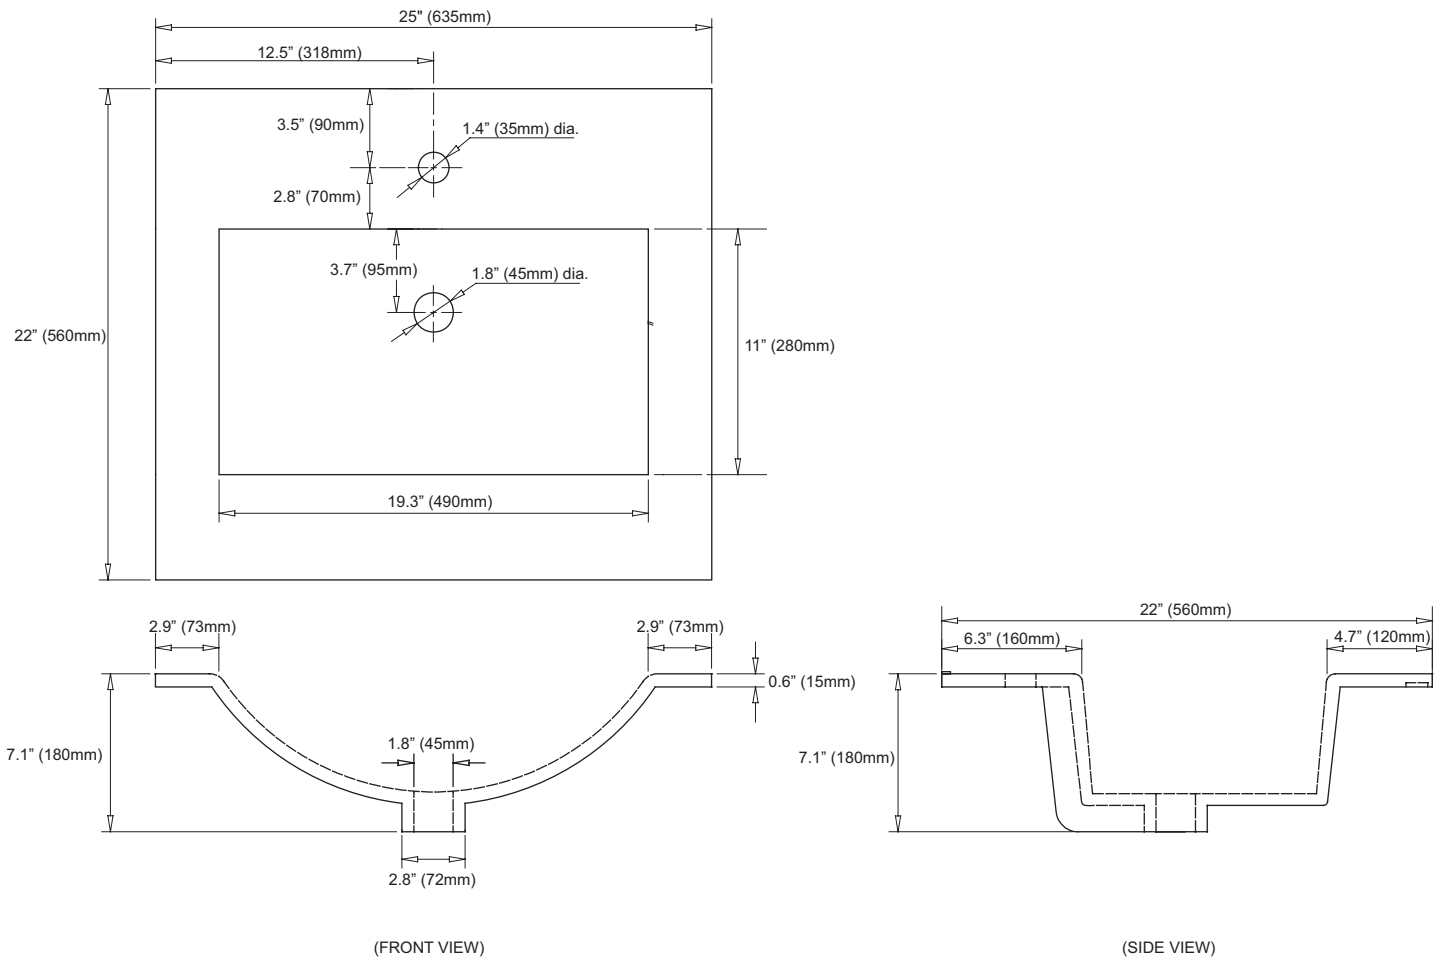 25" (635mm)
12.5” (318mm)
3.5” (90mm)
1.4” (35mm) dia.
2.8” (70mm)
3.7” (95mm)
1.8” (45mm) dia.
22” (560mm)
11” (280mm)
19.3” (490mm)
2.9” (73mm)
2.9” (73mm)
0.6” (15mm)
7.1” (180mm)
1.8” (45mm)
2.8” (72mm)
(FRONT VIEW)
22” (560mm)
6.3” (160mm)
4.7” (120mm)
7.1” (180mm)
(SIDE VIEW)